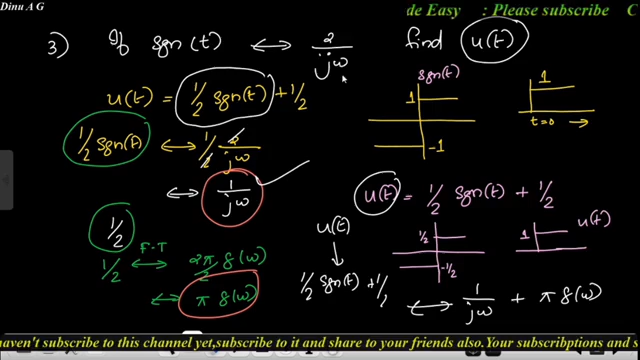 Dinu A G
de Easy : Please subscribe C
3) If sgn(t) ↔ 2/jω find u(t)
u(t) = 1/2 sgn(t) + 1/2
1/2 sgn(t) ↔ 1/2 2/jω
↔ 1/jω
1/2
1/2 F.T ↔ 2π/2 δ(ω)
↔ π δ(ω)
sgn(t)
1
-1
1
t=0 →
u(t) = 1/2 sgn(t) + 1/2
u(t)
1/2
-1/2
1
u(t)
↓
1/2 sgn(t) + 1/2 ↔ 1/jω + π δ(ω)
haven't subscribe to this channel yet,subscribe to it and share to your friends also.Your subscribptions and s